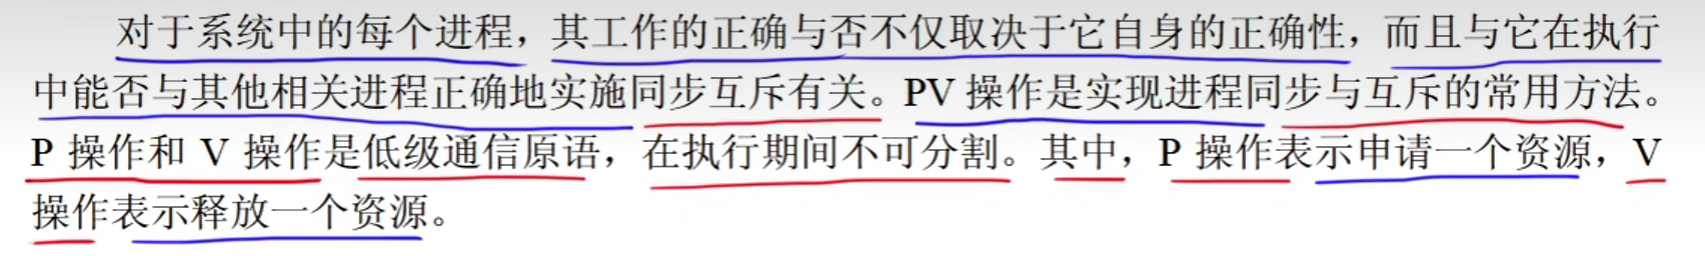 对于系统中的每个进程，其工作的正确与否不仅取决于它自身的正确性，而且与它在执行
中能否与其他相关进程正确地实施同步互斥有关。PV 操作是实现进程同步与互斥的常用方法。
P 操作和 V 操作是低级通信原语，在执行期间不可分割。其中，P 操作表示申请一个资源，V
操作表示释放一个资源。